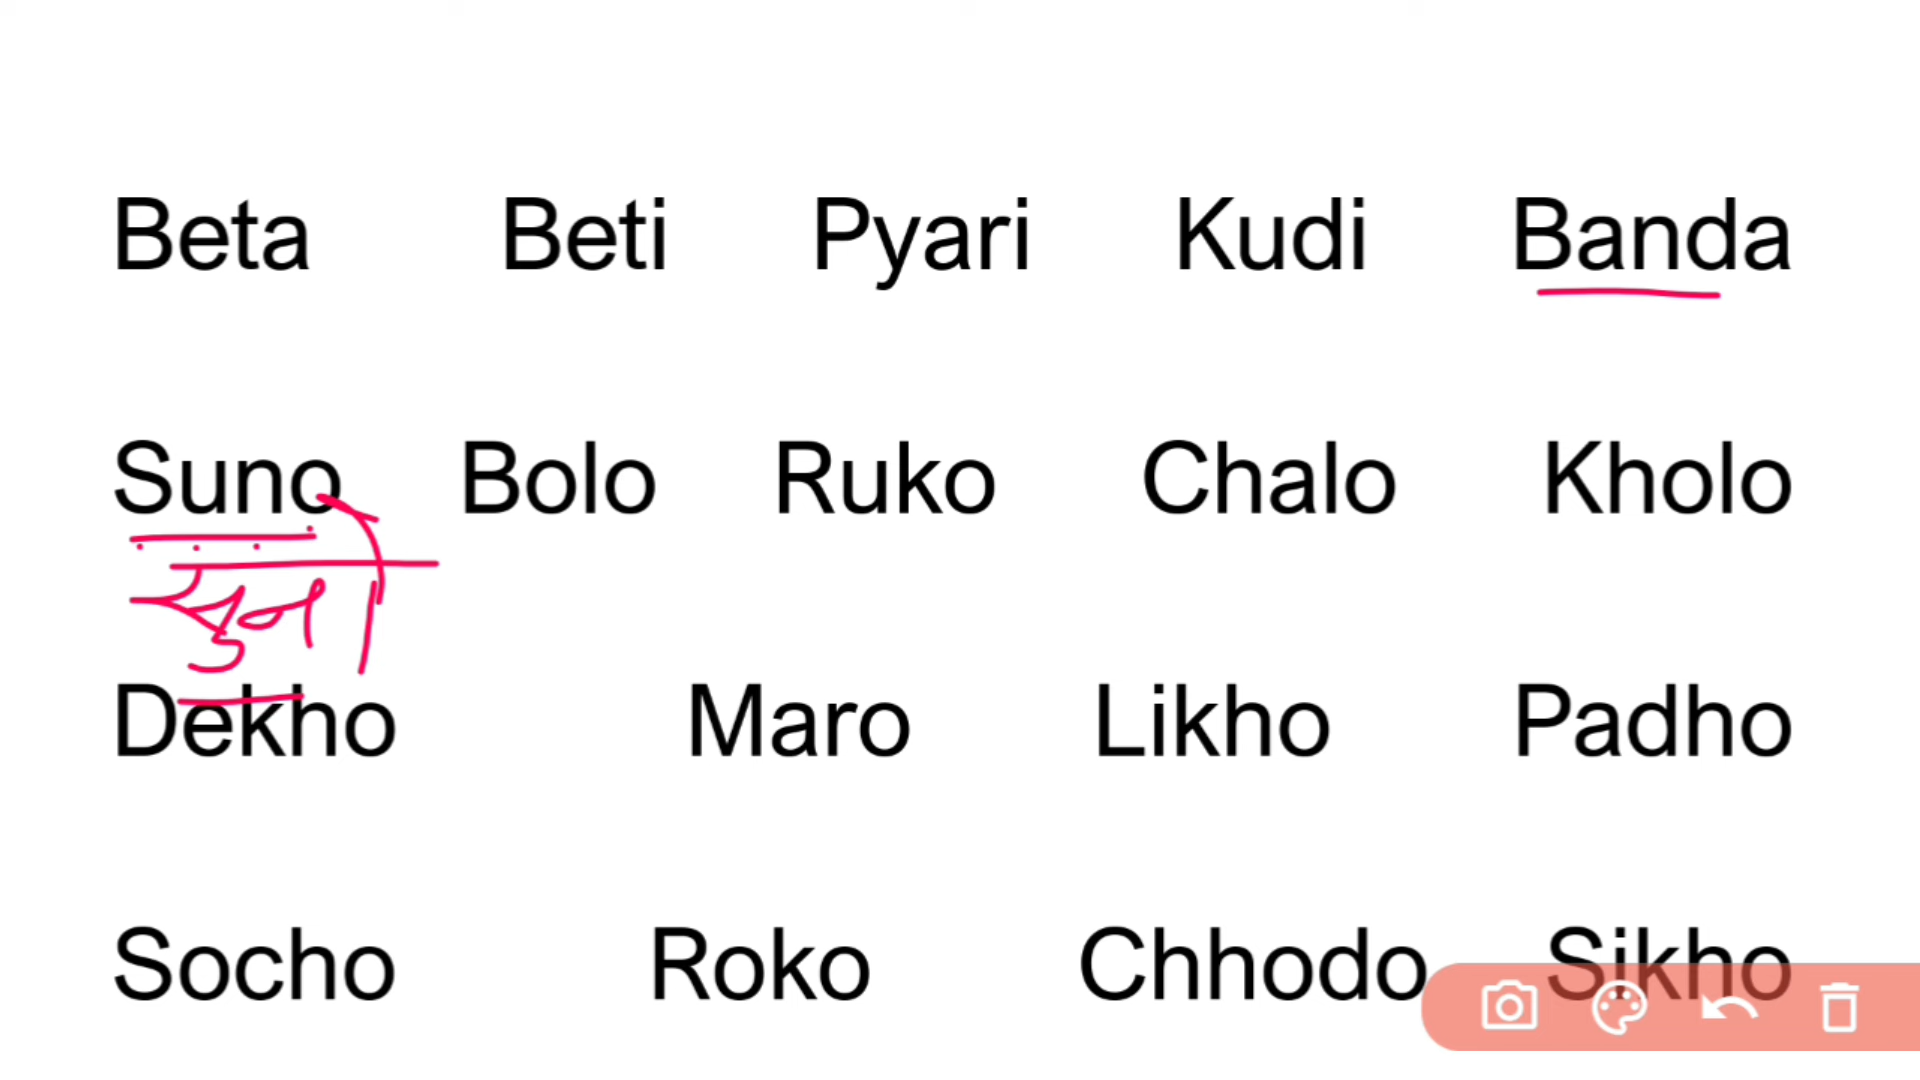 Beta Beti Pyari Kudi Banda
Suno Bolo Ruko Chalo Kholo
सुनो
Dekho Maro Likho Padho
Socho Roko Chhodo Sikho